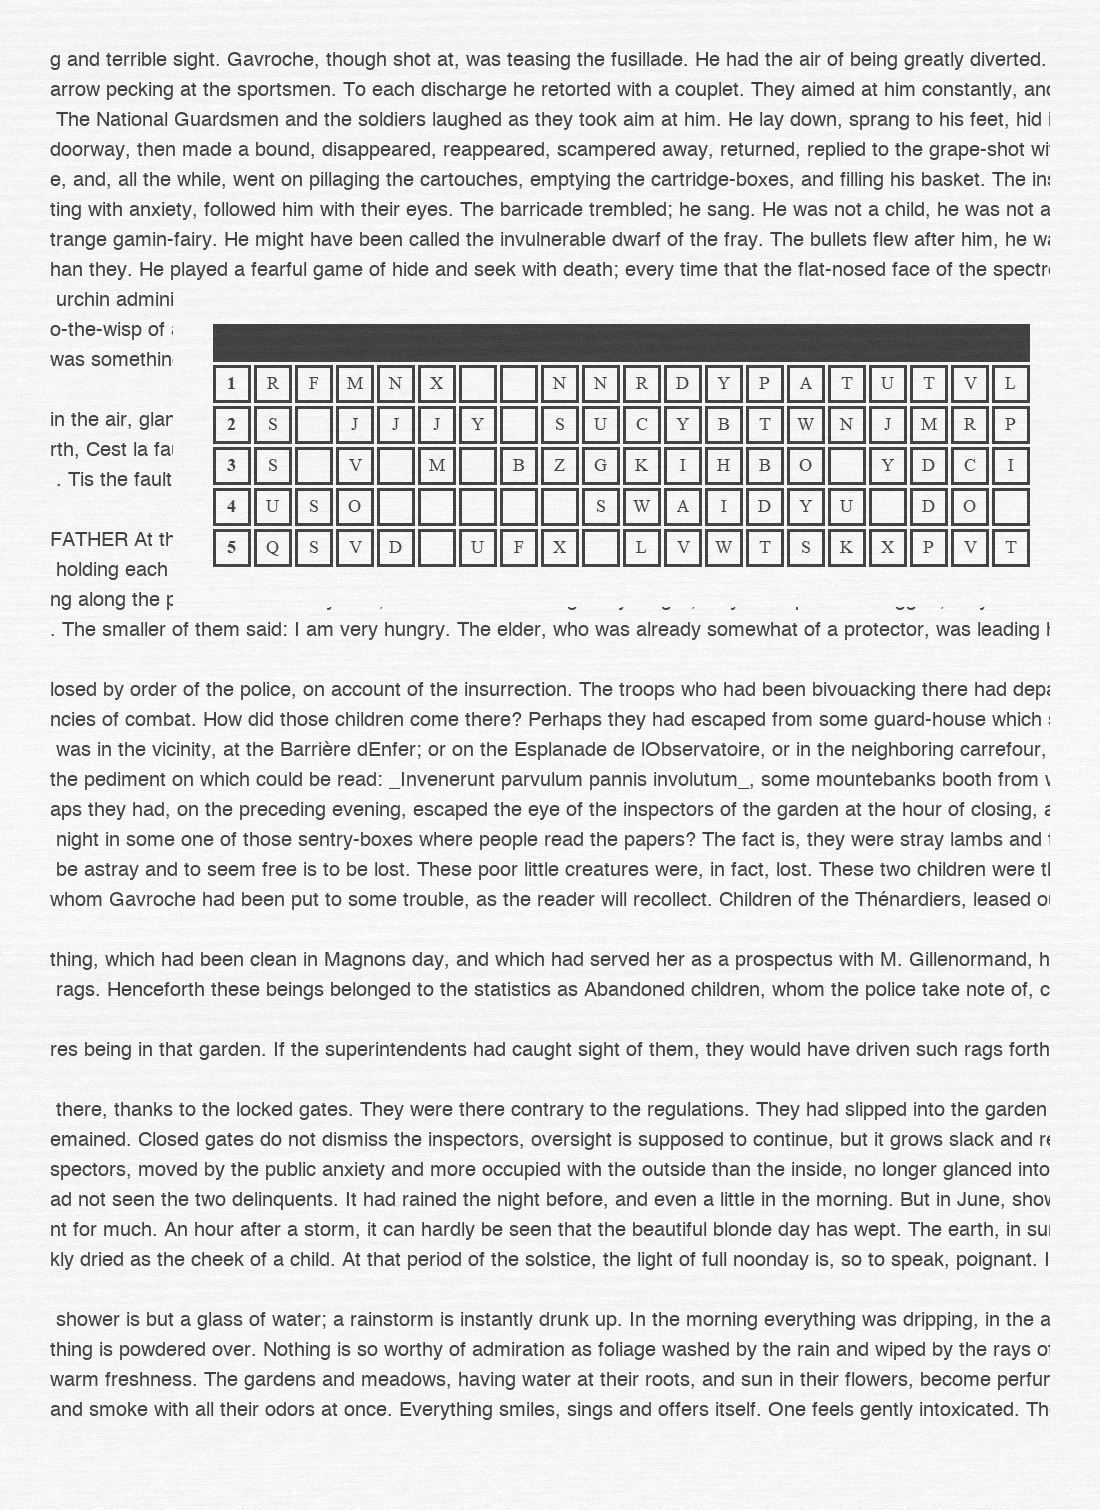 g and terrible sight. Gavroche, though shot at, was teasing the fusillade. He had the air of being greatly diverted.
arrow pecking at the sportsmen. To each discharge he retorted with a couplet. They aimed at him constantly, and
The National Guardsmen and the soldiers laughed as they took aim at him. He lay down, sprang to his feet, hid
doorway, then made a bound, disappeared, reappeared, scampered away, returned, replied to the grape-shot
e, and, all the while, went on pillaging the cartouches, emptying the cartridge-boxes, and filling his basket. The
ting with anxiety, followed him with their eyes. The barricade trembled; he sang. He was not a child, he was not a
trange gamin-fairy. He might have been called the invulnerable dwarf of the fray. The bullets flew after him, he
han they. He played a fearful game of hide and seek with death; every time that the flat-nosed face of the
urchin admini
o-the-wisp of
was somethin
1 R F M N X N N R D Y P A T U T V L
in the air, glan
2 S J J J Y S U C Y B T W N J M R P
rth, Cest la
3 S V M B Z G K I H B O Y D C I
. Tis the fault
4 U S O S W A I D Y U D O
FATHER At
5 Q S V D U F X L V W T S K X P V T
holding each
ng along the
. The smaller of them said: I am very hungry. The elder, who was already somewhat of a protector, was leading
losed by order of the police, on account of the insurrection. The troops who had been bivouacking there had
ncies of combat. How did those children come there? Perhaps they had escaped from some guard-house which
was in the vicinity, at the Barrière dEnfer; or on the Esplanade de lObservatoire, or in the neighboring carrefour,
the pediment on which could be read: _Invenerunt parvulum pannis involutum_, some mountebanks booth from
aps they had, on the preceding evening, escaped the eye of the inspectors of the garden at the hour of closing,
night in some one of those sentry-boxes where people read the papers? The fact is, they were stray lambs and
be astray and to seem free is to be lost. These poor little creatures were, in fact, lost. These two children were
whom Gavroche had been put to some trouble, as the reader will recollect. Children of the Thénardiers, leased
thing, which had been clean in Magnons day, and which had served her as a prospectus with M. Gillenormand, h
rags. Henceforth these beings belonged to the statistics as Abandoned children, whom the police take note of, c
res being in that garden. If the superintendents had caught sight of them, they would have driven such rags forth
there, thanks to the locked gates. They were there contrary to the regulations. They had slipped into the garden
emained. Closed gates do not dismiss the inspectors, oversight is supposed to continue, but it grows slack and
spectors, moved by the public anxiety and more occupied with the outside than the inside, no longer glanced into
ad not seen the two delinquents. It had rained the night before, and even a little in the morning. But in June,
nt for much. An hour after a storm, it can hardly be seen that the beautiful blonde day has wept. The earth, in
kly dried as the cheek of a child. At that period of the solstice, the light of full noonday is, so to speak, poignant.
shower is but a glass of water; a rainstorm is instantly drunk up. In the morning everything was dripping, in the a
thing is powdered over. Nothing is so worthy of admiration as foliage washed by the rain and wiped by the rays
warm freshness. The gardens and meadows, having water at their roots, and sun in their flowers, become
and smoke with all their odors at once. Everything smiles, sings and offers itself. One feels gently intoxicated.